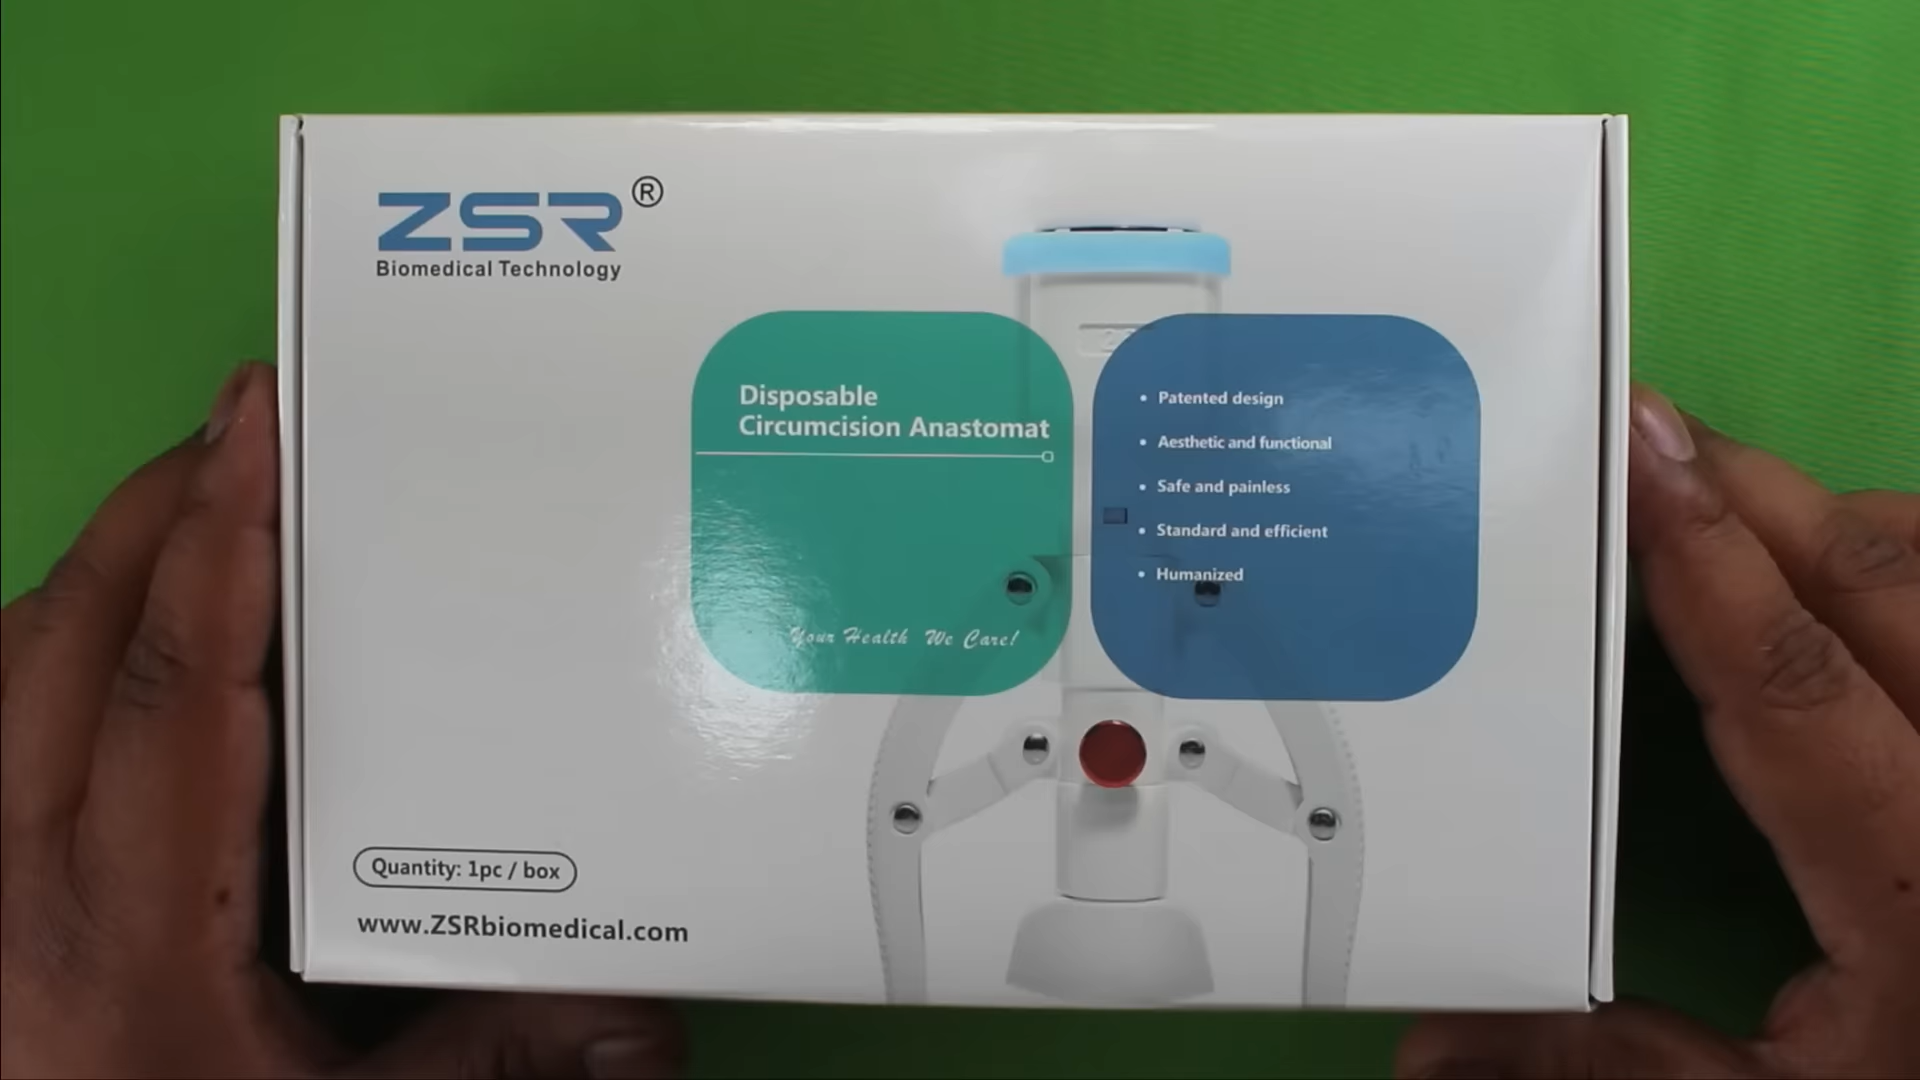 ZSR®
Biomedical Technology
Disposable
Circumcision Anastomat
Your Health We Care!
• Patented design
• Aesthetic and functional
• Safe and painless
• Standard and efficient
• Humanized
Quantity: 1pc / box
www.ZSRbiomedical.com